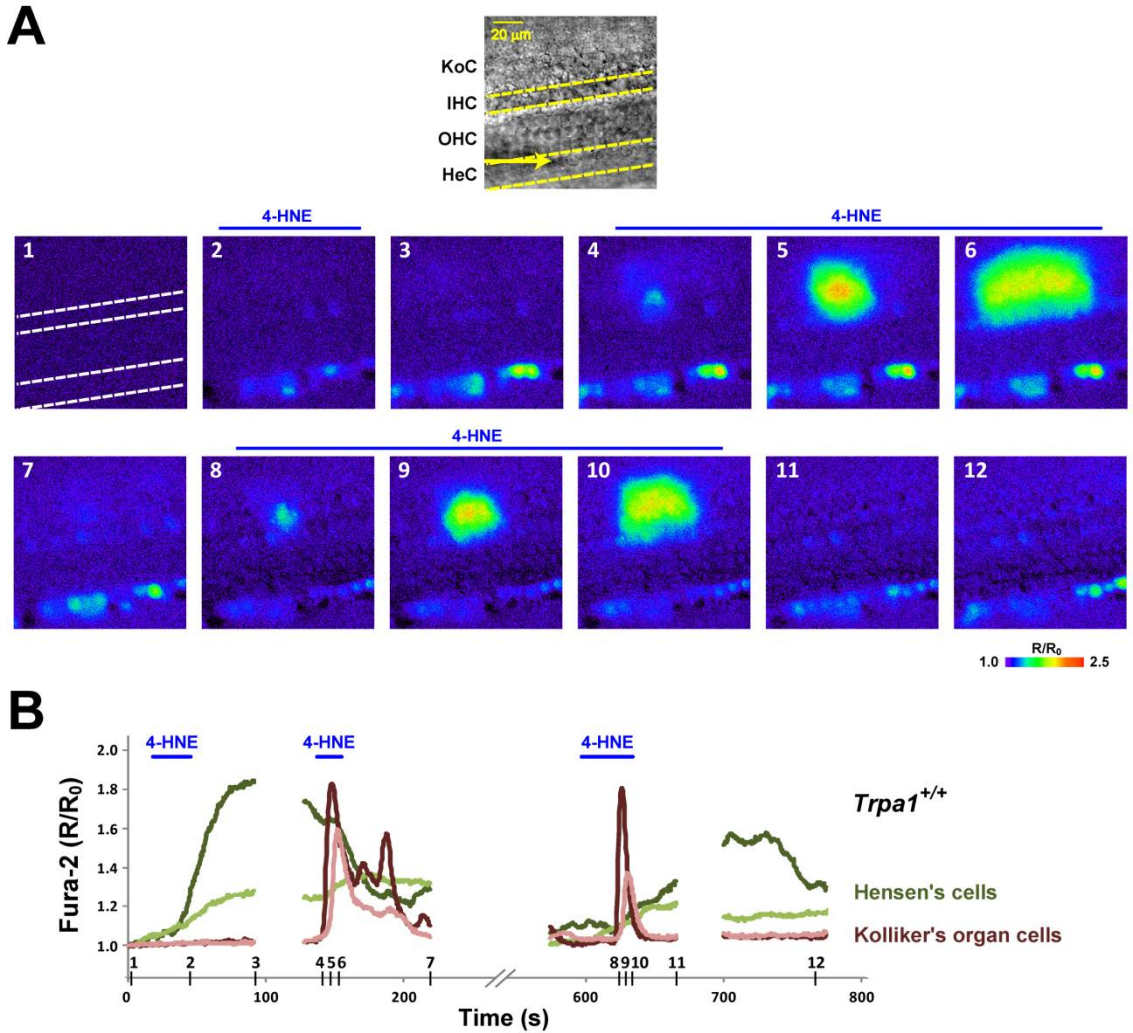 A
20 µm
KoC
IHC
OHC
HeC
4-HNE 4-HNE
1 2 3 4 5 6
4-HNE
7 8 9 10 11 12
R/R0
1.0 2.5
B
4-HNE 4-HNE 4-HNE
Trpa1+/+
Hensen's cells
Kolliker's organ cells
Fura-2 (R/R0)
2.0
1.8
1.6
1.4
1.2
1.0
1 2 3 4 5 6 7 8 9 10 11 12
0 100 200 600 700 800
Time (s)